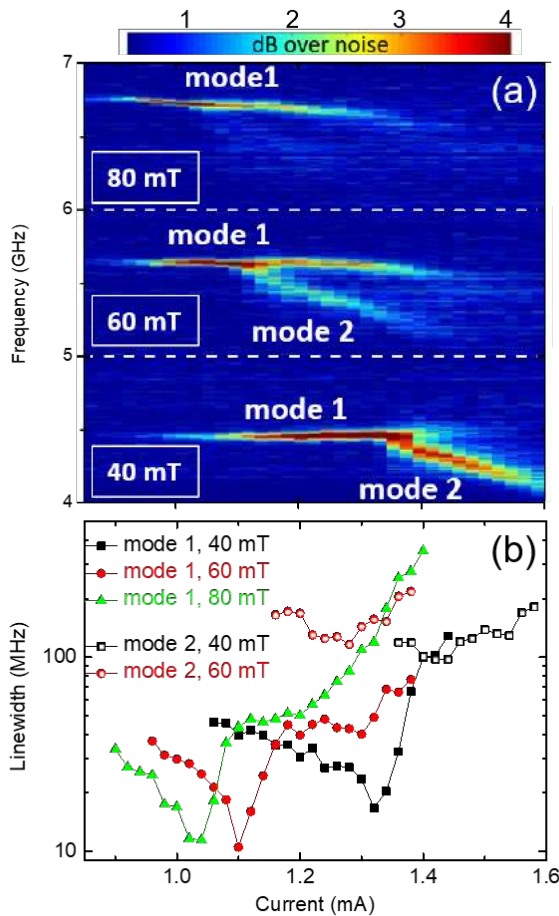 1 2 3 4
dB over noise
7
mode1
(a)
80 mT
6
mode 1
Frequency (GHz)
60 mT
mode 2
5
mode 1
40 mT
mode 2
4
(b)
mode 1, 40 mT
mode 1, 60 mT
mode 1, 80 mT
mode 2, 40 mT
mode 2, 60 mT
100
Linewidth (MHz)
10
1.0 1.2 1.4 1.6
Current (mA)